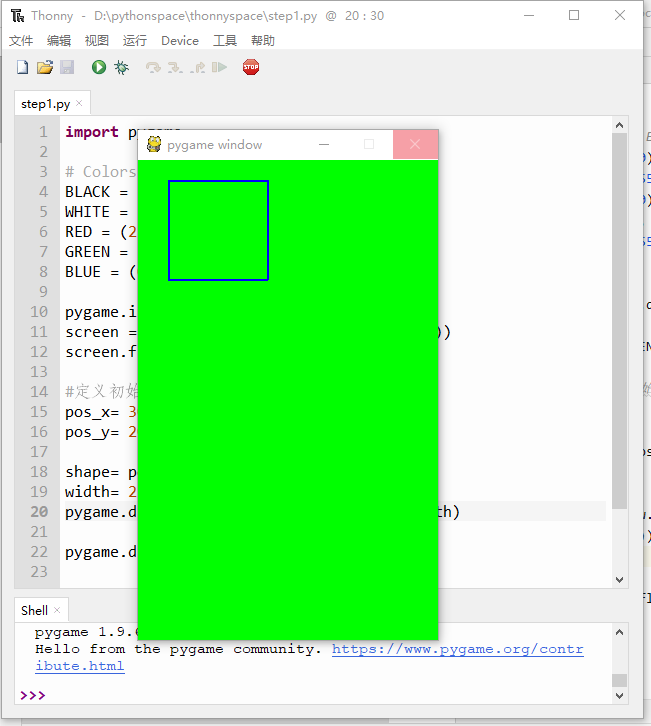 Thonny - D:\pythonspace\thonnyspace\step1.py @ 20 : 30
文件 编辑 视图 运行 Device 工具 帮助
STOP
step1.py ×
1 import pygame
2
3 # Colors
4 BLACK =
5 WHITE =
6 RED = (2
7 GREEN =
8 BLUE = (
9
10 pygame.i
11 screen = ))
12 screen.f
13
14 #定义初始
15 pos_x= 3
16 pos_y= 2
17
18 shape= p
19 width= 2
20 pygame.d th)
21
22 pygame.d
23
pygame window
Shell ×
pygame 1.9.6
Hello from the pygame community. https://www.pygame.org/contr
ibute.html
>>>